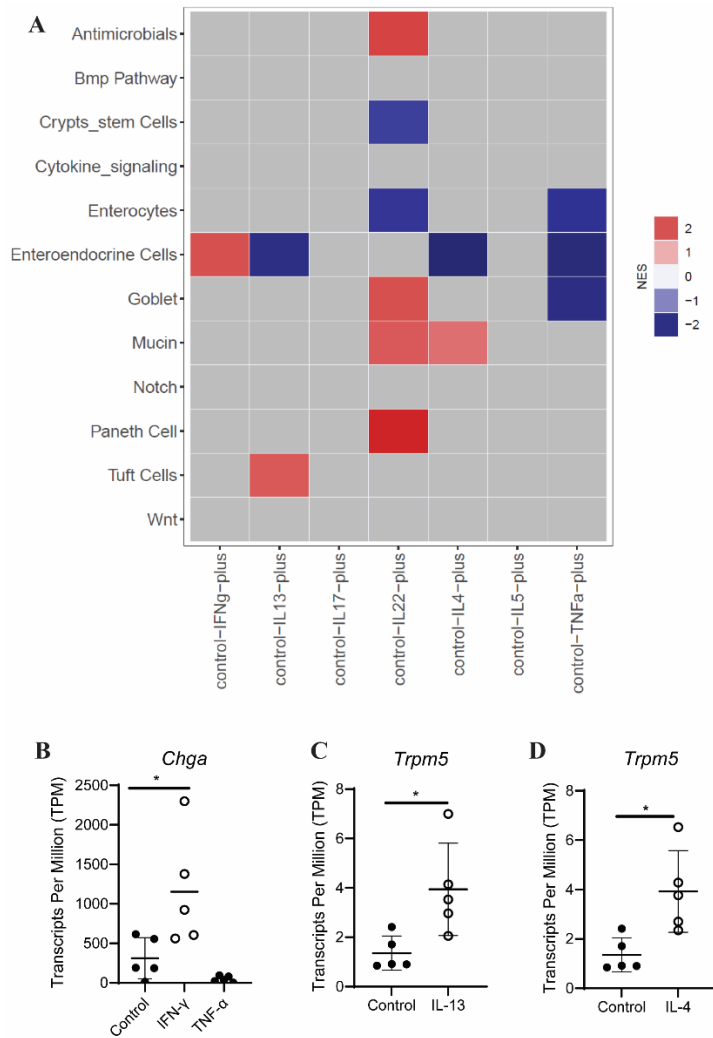 A
Antimicrobials
Bmp Pathway
Crypts_stem Cells
Cytokine_signaling
Enterocytes
Enteroendocrine Cells
Goblet
Mucin
Notch
Paneth Cell
Tuft Cells
Wnt
control-IFNg-plus
control-IL13-plus
control-IL17-plus
control-IL22-plus
control-IL4-plus
control-IL5-plus
control-TNFa-plus
NES
2
1
0
-1
-2
B
Chga
Transcripts Per Million (TPM)
2500
2000
1500
1000
500
0
*
Control
IFN-γ
TNF-α
C
Trpm5
Transcripts Per Million (TPM)
8
6
4
2
0
*
Control
IL-13
D
Trpm5
Transcripts Per Million (TPM)
8
6
4
2
0
*
Control
IL-4